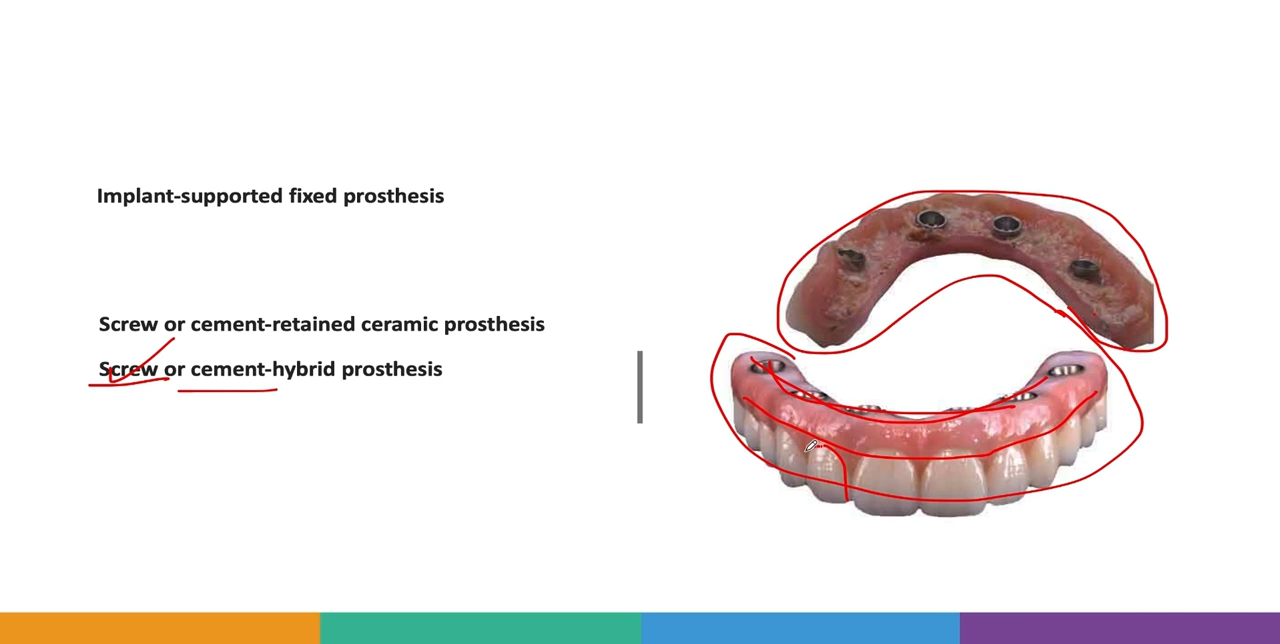 Implant-supported fixed prosthesis
Screw or cement-retained ceramic prosthesis
Screw or cement-hybrid prosthesis